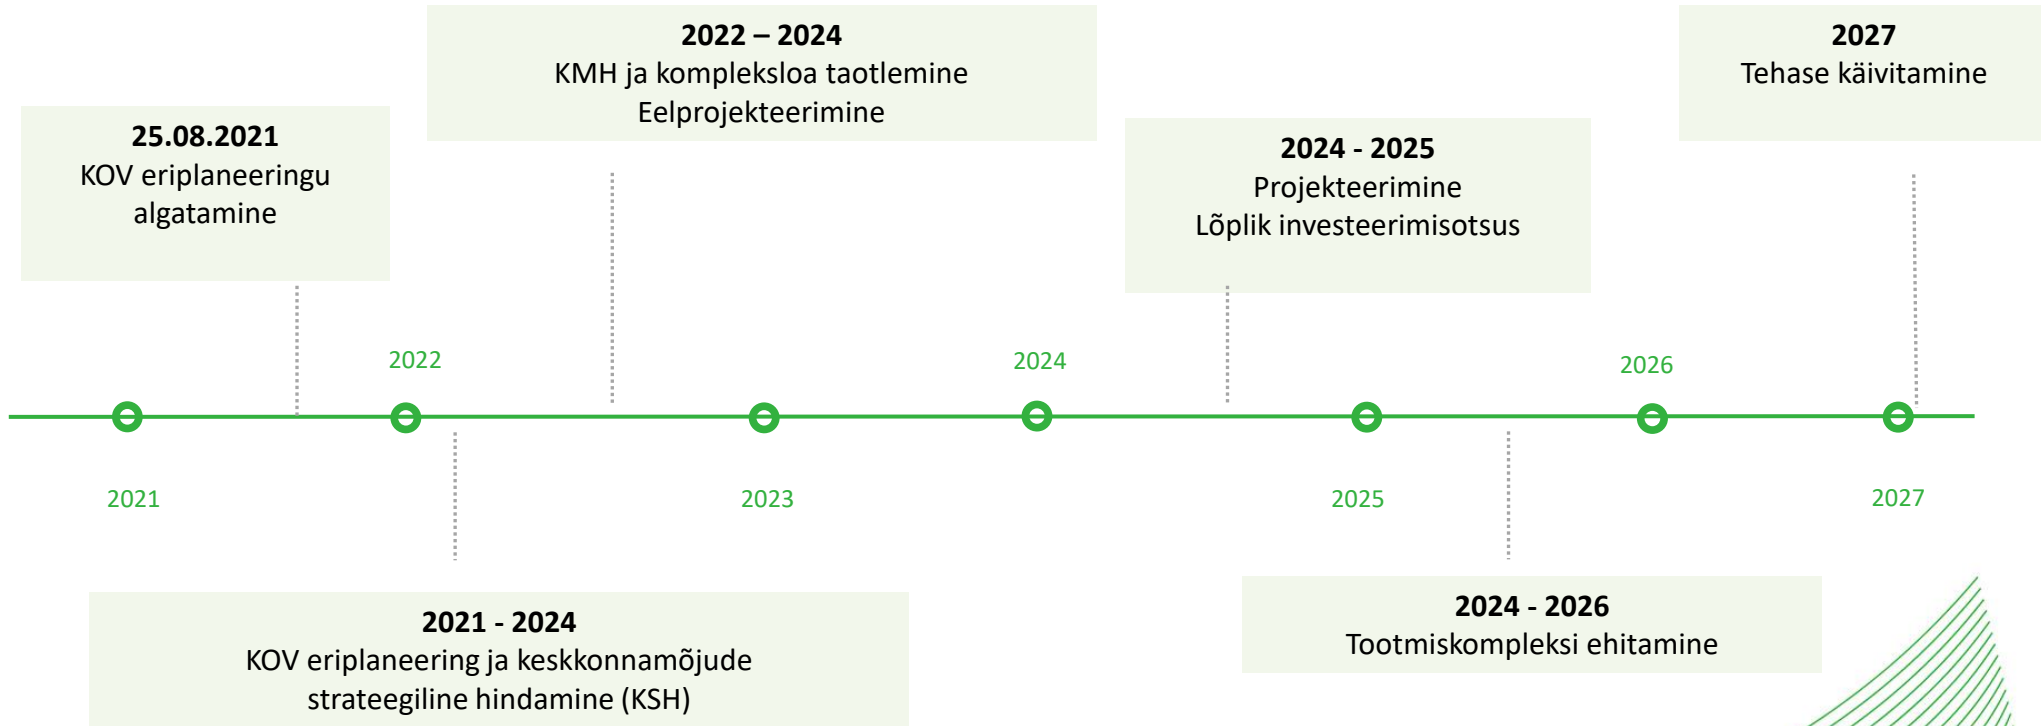 25.08.2021
KOV eriplaneeringu
algatamine
2022 – 2024
KMH ja kompleksloa taotlemine
Eelprojekteerimine
2024 - 2025
Projekteerimine
Lõplik investeerimisotsus
2027
Tehase käivitamine
2022
2024
2026
2021
2023
2025
2027
2021 - 2024
KOV eriplaneering ja keskkonnamõjude
strateegiline hindamine (KSH)
2024 - 2026
Tootmiskompleksi ehitamine